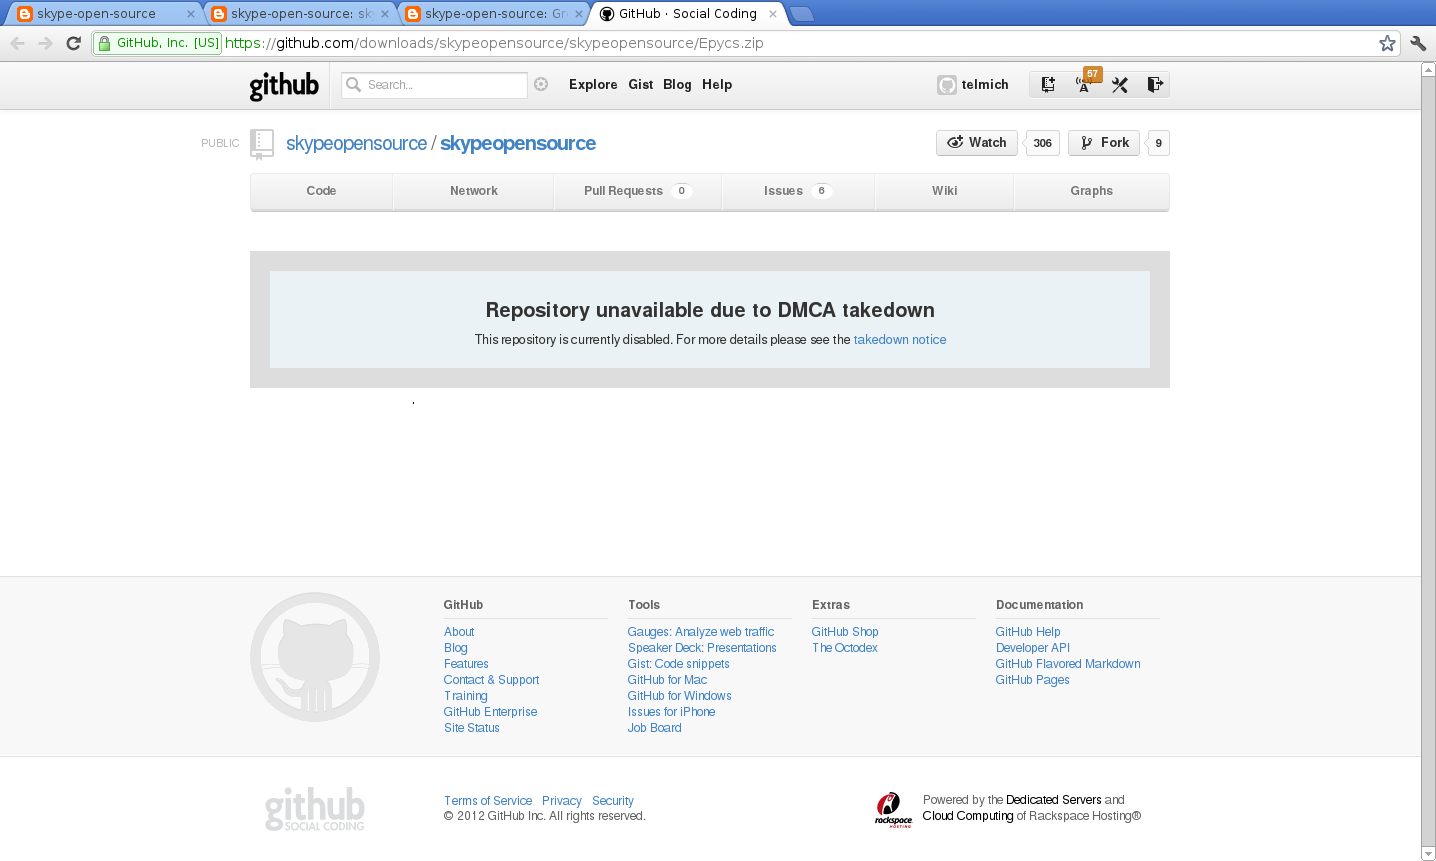 skype-open-source
skype-open-source: sk
skype-open-source: Gr
GitHub · Social Coding
GitHub, Inc. [US] https://github.com/downloads/skypeopensource/skypeopensource/Epycs.zip
github Search... Explore Gist Blog Help telmich 57
PUBLIC skypeopensource / skypeopensource Watch 306 Fork 9
Code Network Pull Requests 0 Issues 6 Wiki Graphs
Repository unavailable due to DMCA takedown
This repository is currently disabled. For more details please see the takedown notice
GitHub
About
Blog
Features
Contact & Support
Training
GitHub Enterprise
Site Status
Tools
Gauges: Analyze web traffic
Speaker Deck: Presentations
Gist: Code snippets
GitHub for Mac
GitHub for Windows
Issues for iPhone
Job Board
Extras
GitHub Shop
The Octodex
Documentation
GitHub Help
Developer API
GitHub Flavored Markdown
GitHub Pages
github
SOCIAL CODING
Terms of Service Privacy Security
© 2012 GitHub Inc. All rights reserved.
rackspace.
HOSTING
Powered by the Dedicated Servers and
Cloud Computing of Rackspace Hosting®